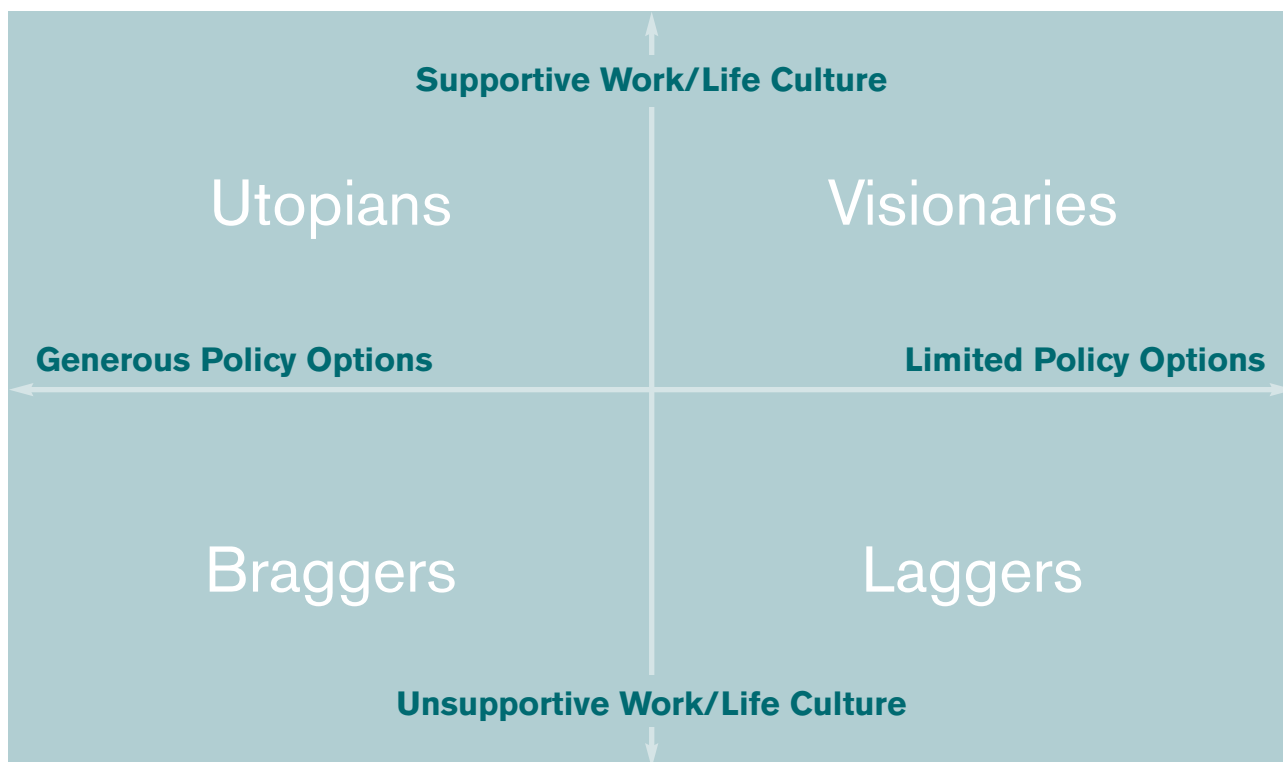 Supportive Work/Life Culture
Utopians
Visionaries
Generous Policy Options
Limited Policy Options
Braggers
Laggers
Unsupportive Work/Life Culture